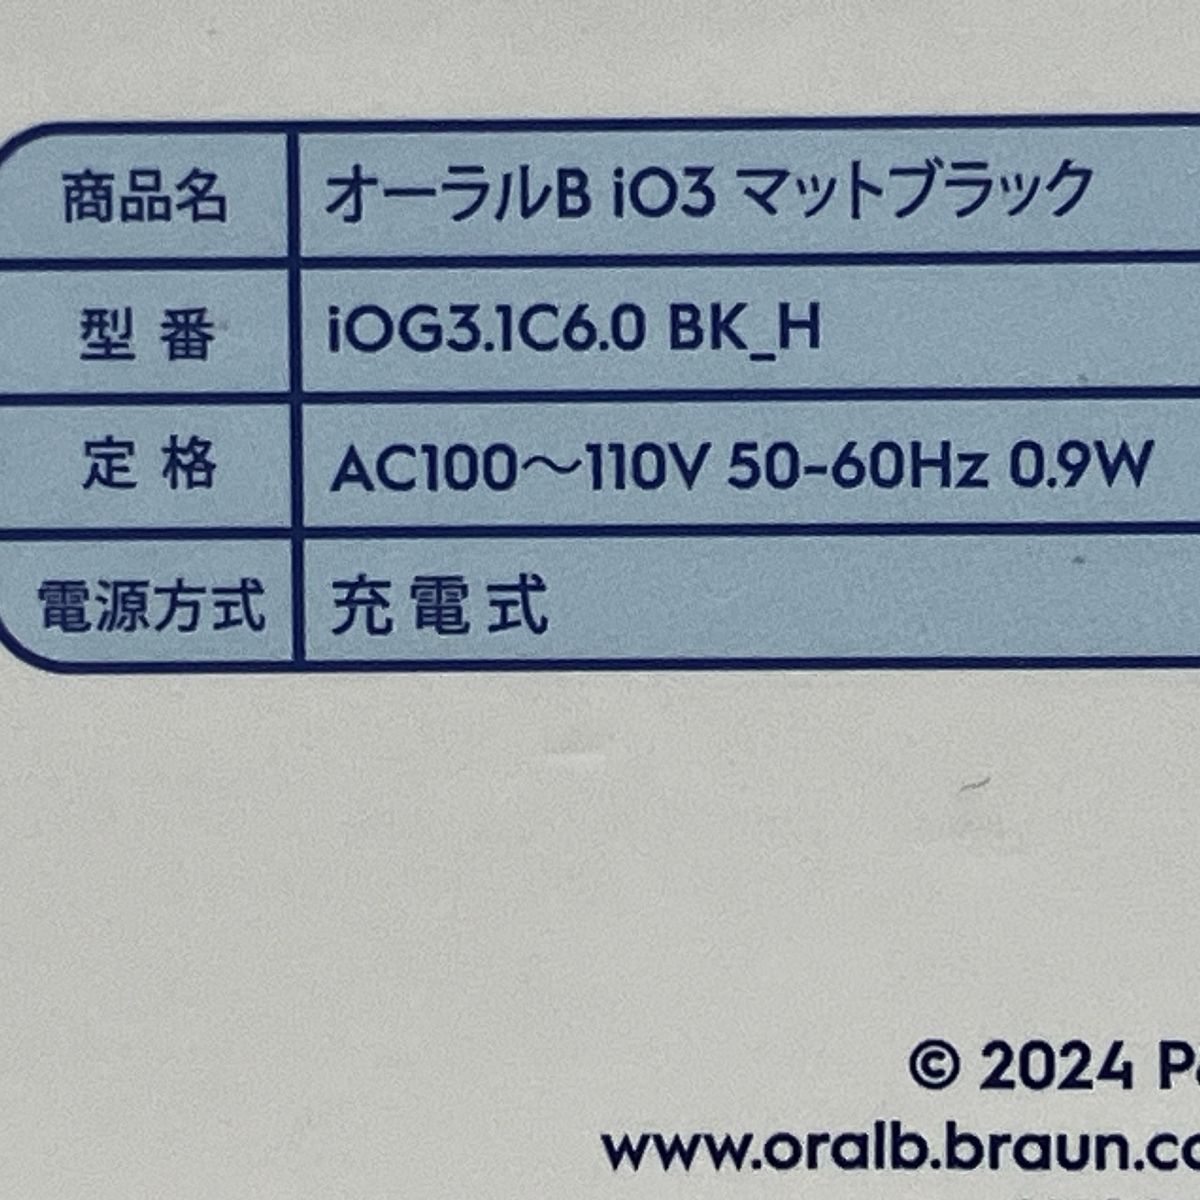 商品名 オーラルB iO3 マットブラック
型番 iOG3.1C6.0 BK_H
定格 AC100〜110V 50-60Hz 0.9W
電源方式 充電式
© 2024
www.oralb.braun.co